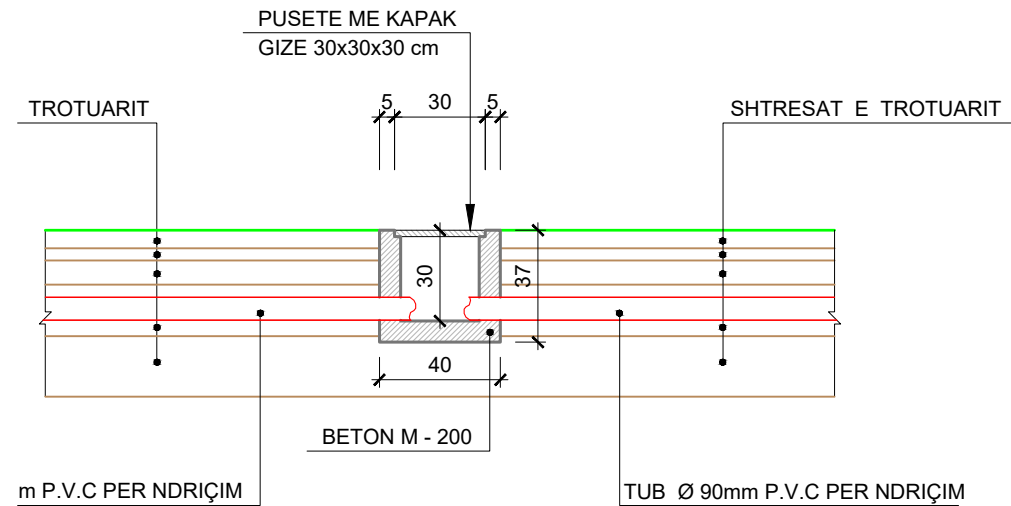 PUSETE ME KAPAK
GIZE 30x30x30 cm
TROTUARIT
5 30 5
SHTRESAT E TROTUARIT
30
37
40
BETON M - 200
m P.V.C PER NDRIÇIM
TUB Ø 90mm P.V.C PER NDRIÇIM